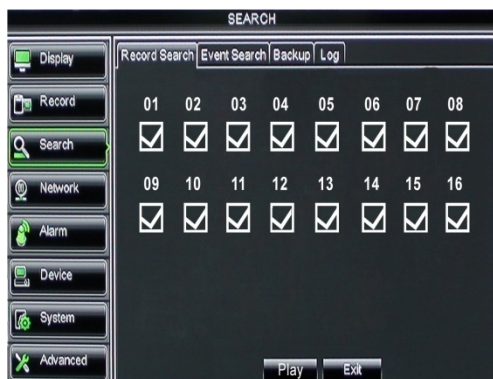 SEARCH
Display
Record
Search
Network
Alarm
Device
System
Advanced
Record Search Event Search Backup Log
01 02 03 04 05 06 07 08
09 10 11 12 13 14 15 16
Play Exit